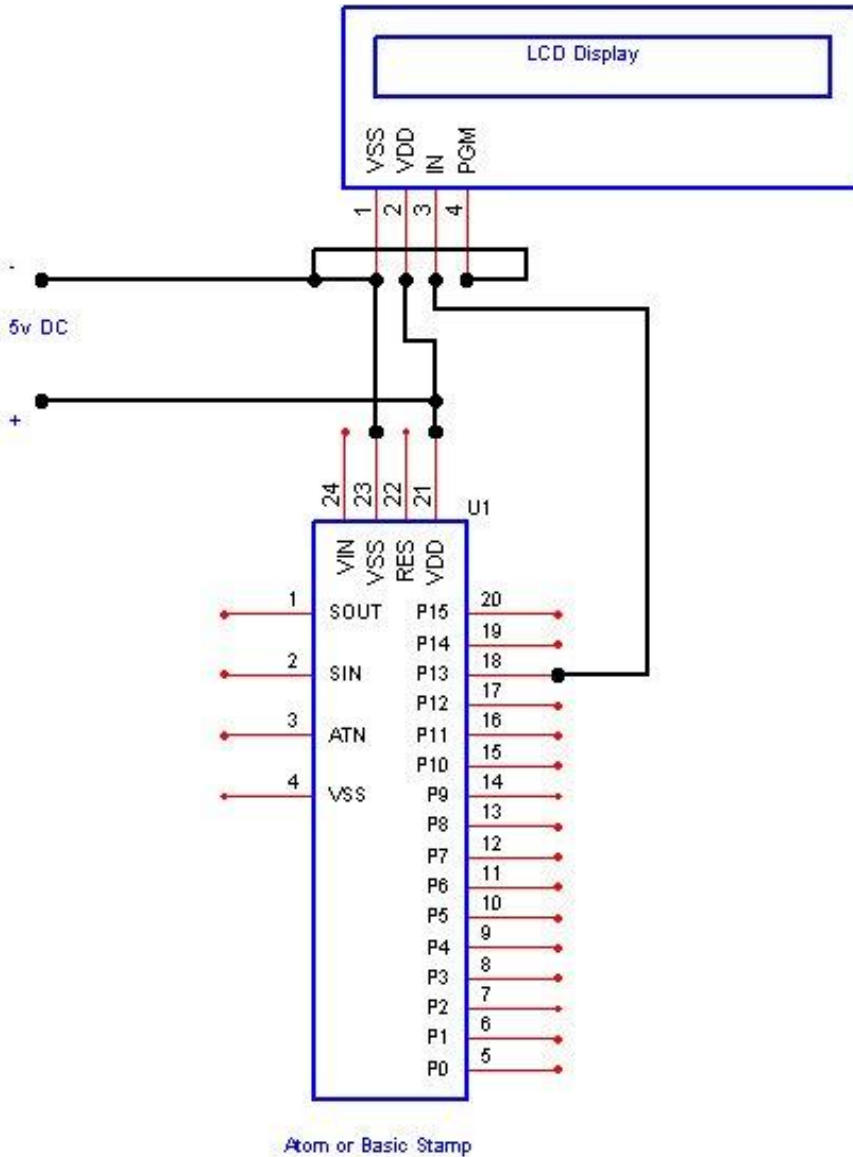 LCD Display
VSS VDD IN PGM
1 2 3 4
-
5v DC
+
24 23 22 21
U1
VIN VSS RES VDD
1 SOUT P15 20
P14 19
2 SIN P13 18
P12 17
3 ATN P11 16
P10 15
4 VSS P9 14
P8 13
P7 12
P6 11
P5 10
P4 9
P3 8
P2 7
P1 6
P0 5
Atom or Basic Stamp